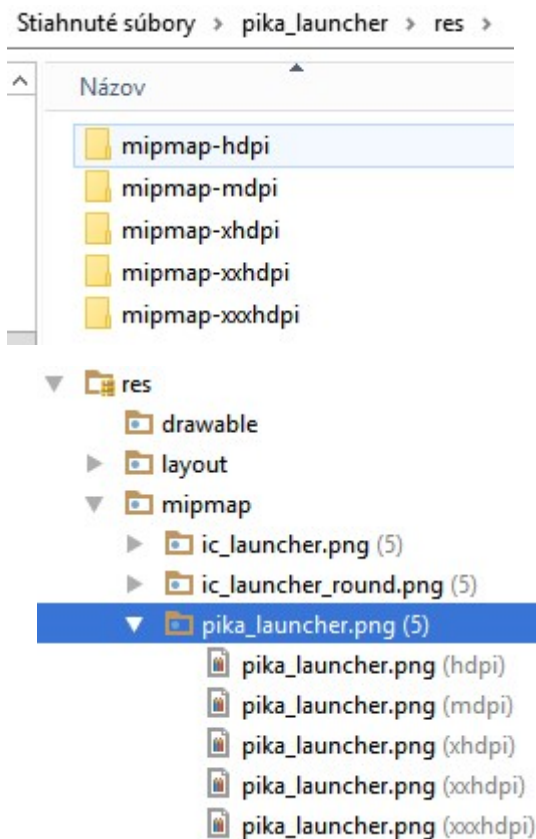 Stiahnuté súbory > pika_launcher > res >
Názov
mipmap-hdpi
mipmap-mdpi
mipmap-xhdpi
mipmap-xxhdpi
mipmap-xxxhdpi
res
drawable
layout
mipmap
ic_launcher.png (5)
ic_launcher_round.png (5)
pika_launcher.png (5)
pika_launcher.png (hdpi)
pika_launcher.png (mdpi)
pika_launcher.png (xhdpi)
pika_launcher.png (xxhdpi)
pika_launcher.png (xxxhdpi)